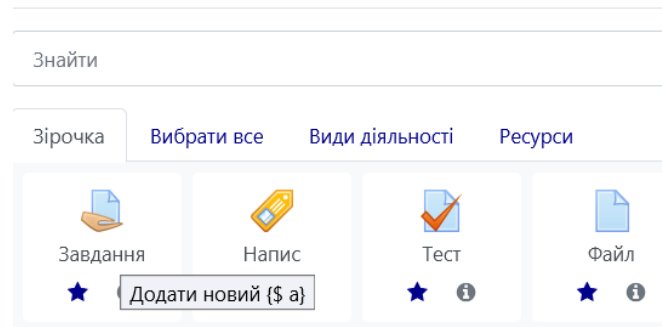 Знайти
Зірочка Вибрати все Види діяльності Ресурси
Завдання Напис Тест Файл
Додати новий {$ a}